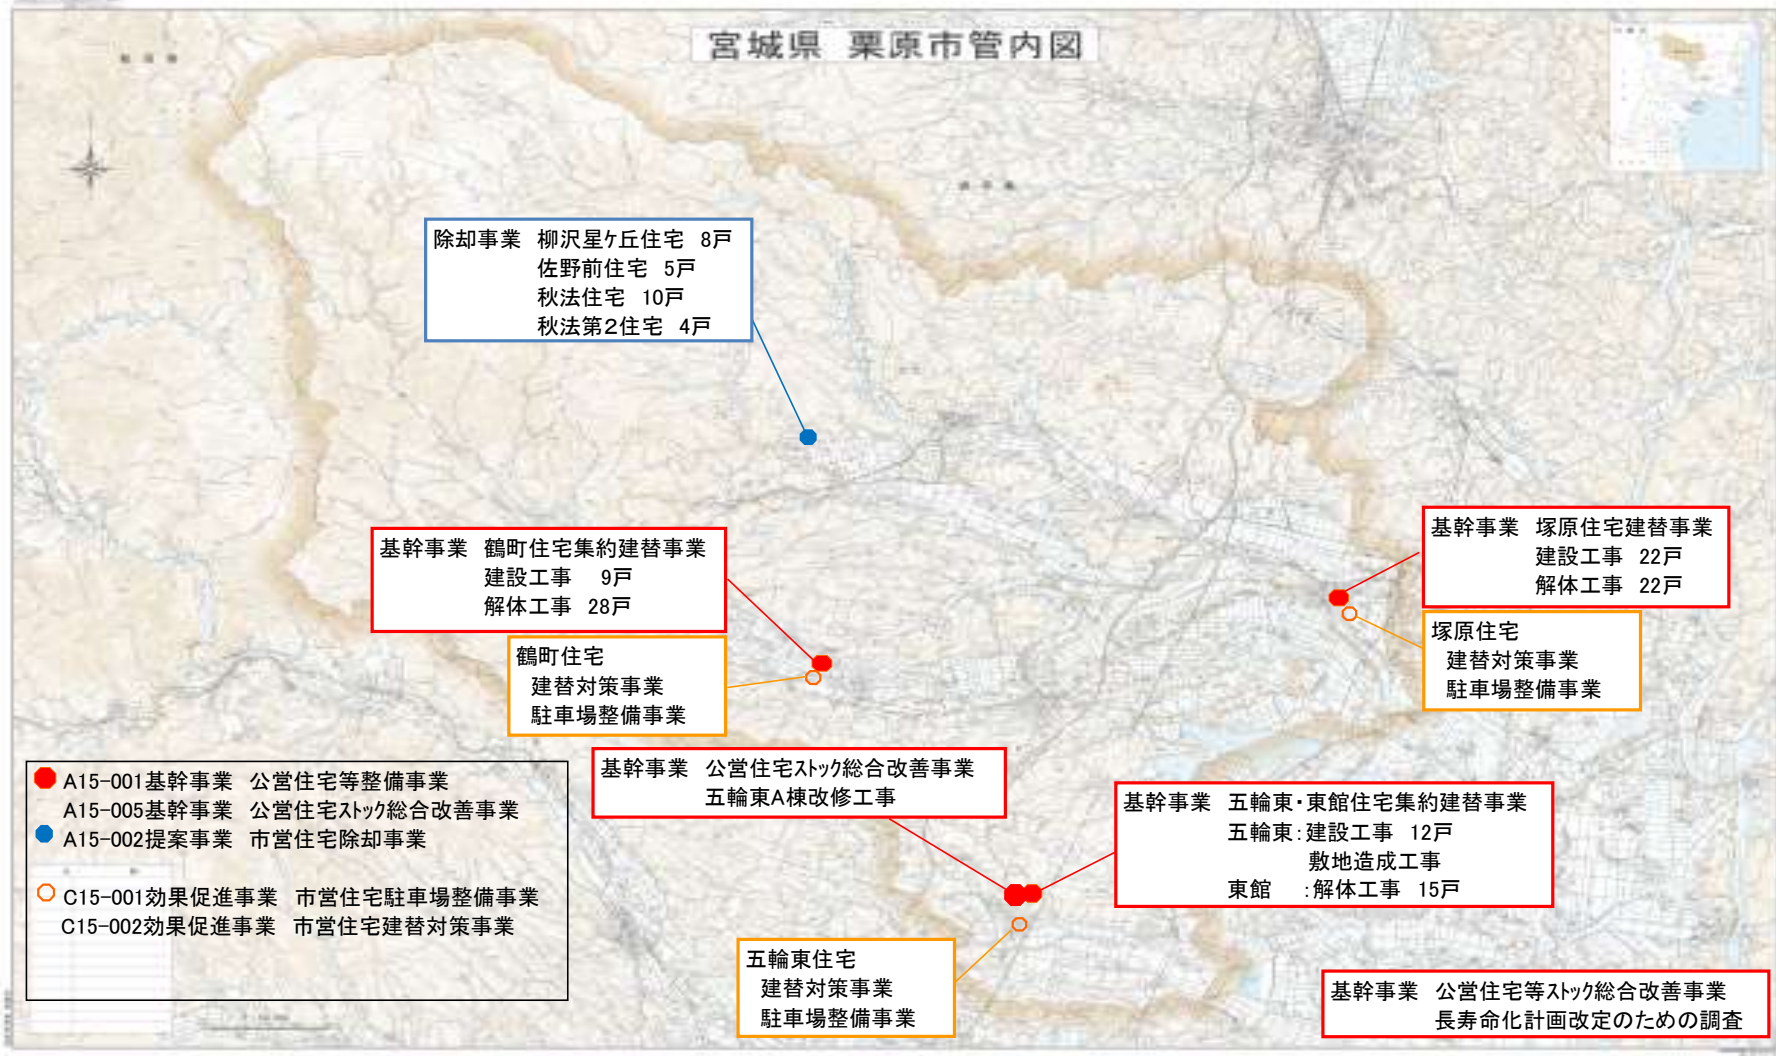 宮城県 栗原市管内図
除却事業 柳沢星ケ丘住宅 8戸
佐野前住宅 5戸
秋法住宅 10戸
秋法第2住宅 4戸
基幹事業 鶴町住宅集約建替事業
建設工事 9戸
解体工事 28戸
鶴町住宅
建替対策事業
駐車場整備事業
基幹事業 塚原住宅建替事業
建設工事 22戸
解体工事 22戸
塚原住宅
建替対策事業
駐車場整備事業
基幹事業 公営住宅ストック総合改善事業
五輪東A棟改修工事
基幹事業 五輪東・東館住宅集約建替事業
五輪東:建設工事 12戸
敷地造成工事
東館 :解体工事 15戸
五輪東住宅
建替対策事業
駐車場整備事業
基幹事業 公営住宅等ストック総合改善事業
長寿命化計画改定のための調査
A15-001基幹事業 公営住宅等整備事業
A15-005基幹事業 公営住宅ストック総合改善事業
A15-002提案事業 市営住宅除却事業
C15-001効果促進事業 市営住宅駐車場整備事業
C15-002効果促進事業 市営住宅建替対策事業